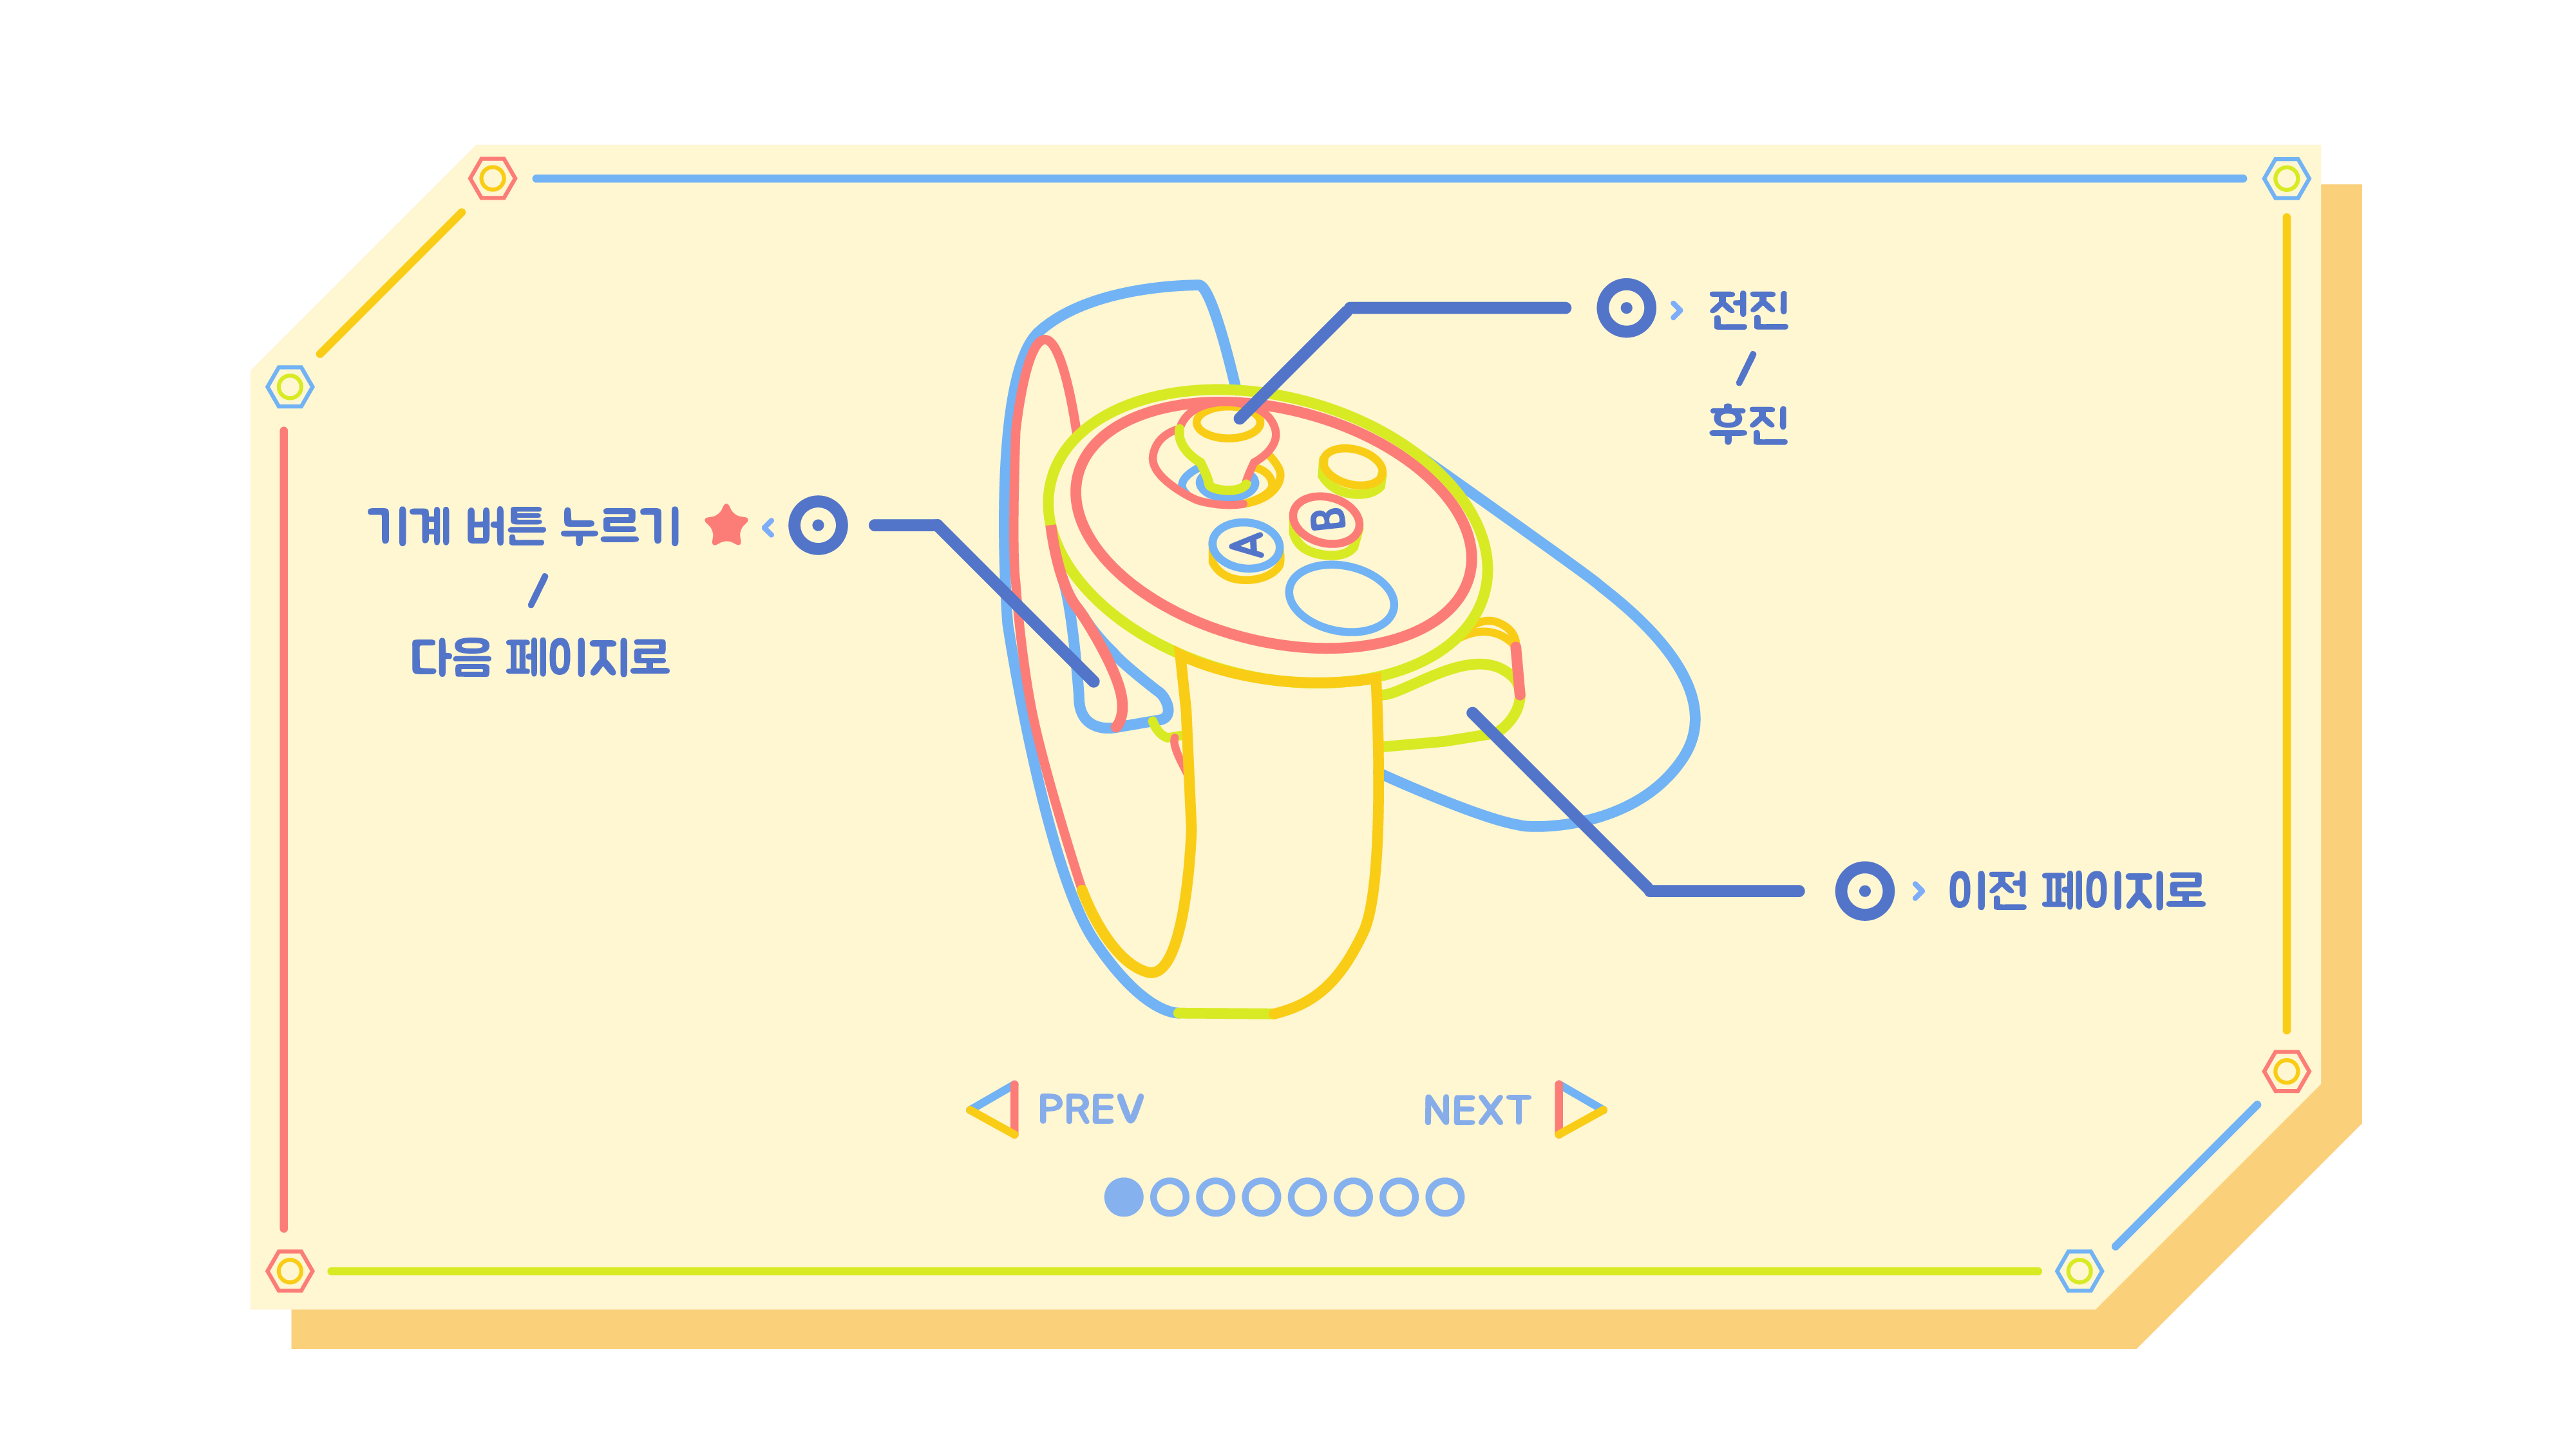 전진
/
후진
기계 버튼 누르기
/
다음 페이지로
A
B
이전 페이지로
PREV
NEXT